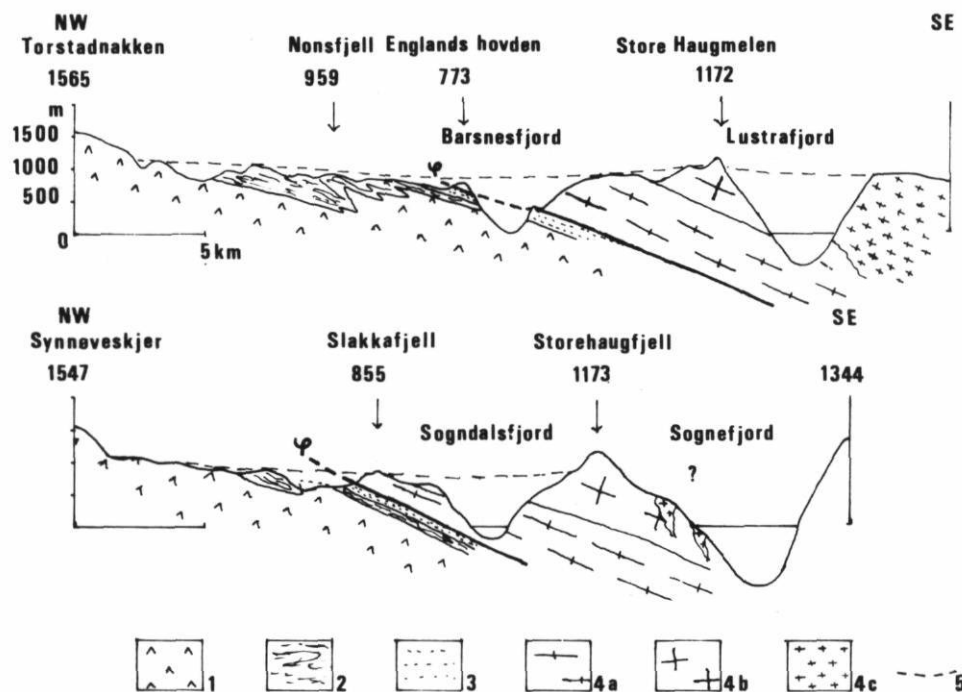 NW SE
Torstadnakken Nonsfjell Englands hovden Store Haugmelen
1565 959 773 1172
m
1500
1000
500
0
Barsnesfjord Lustrafjord
φ
5 km
NW SE
Synnøveskjer Slakkafjell Storehaugfjell
1547 855 1173 1344
φ Sogndalsfjord Sognefjord
?
1 2 3 4a 4b 4c 5